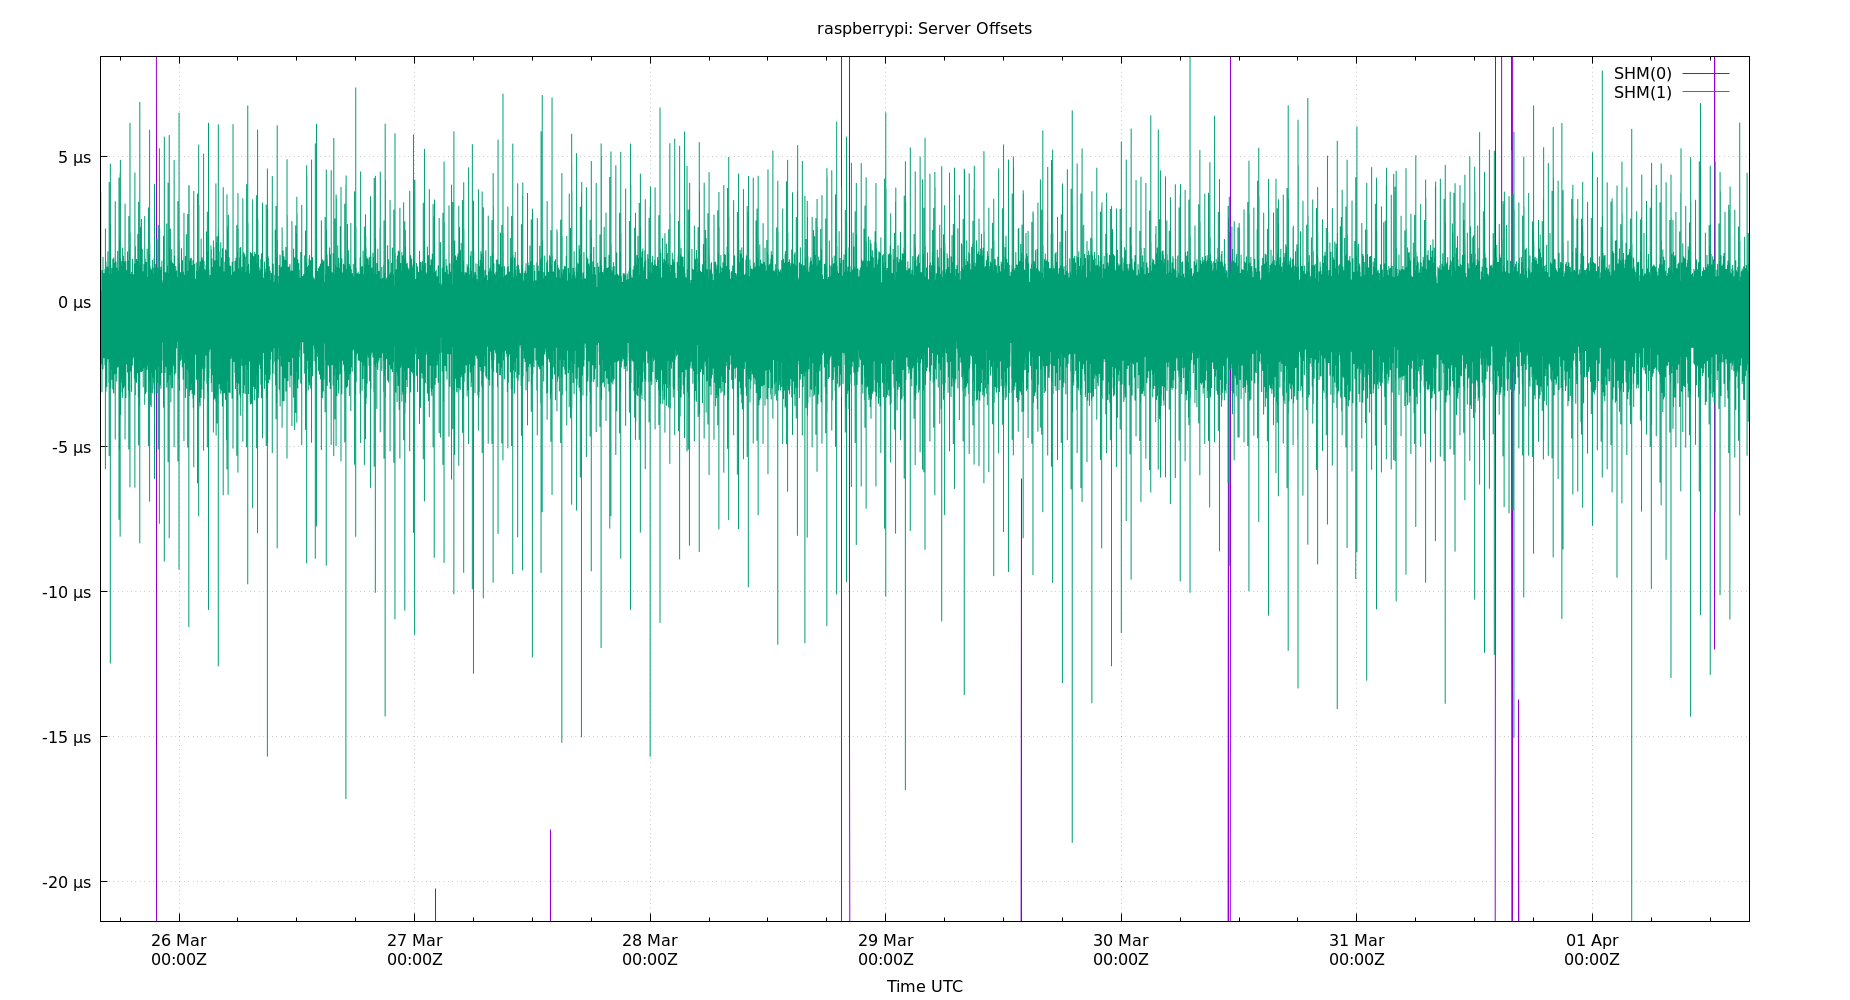 raspberrypi: Server Offsets
SHM(0)
SHM(1)
5 µs
0 µs
-5 µs
-10 µs
-15 µs
-20 µs
26 Mar 27 Mar 28 Mar 29 Mar 30 Mar 31 Mar 01 Apr
00:00Z 00:00Z 00:00Z 00:00Z 00:00Z 00:00Z 00:00Z
Time UTC